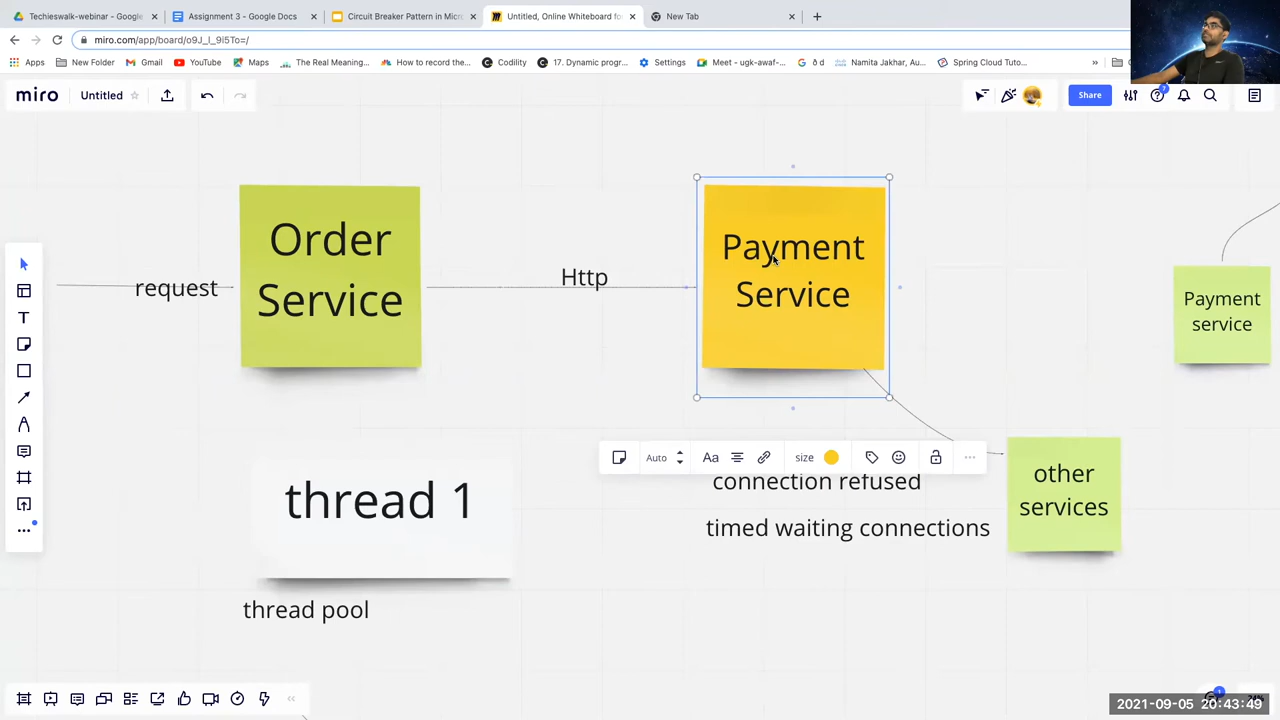 Techieswalk-webinar - Google
Assignment 3 - Google Docs
Circuit Breaker Pattern in Micr
Untitled, Online Whiteboard fo
New Tab
miro.com/app/board/o9J_l_9i5To=/
Apps
New Folder
Gmail
YouTube
Maps
The Real Meaning...
How to record the...
Codility
17. Dynamic progr...
Settings
Meet - ugk-awaf-...
Namita Jakhar, Au...
Spring Cloud Tuto...
miro
Untitled
Share
7
Order
Service
Payment
Service
Http
request
Payment
service
Auto
Aa
size
other
services
connection refused
timed waiting connections
thread 1
thread pool
1
2021-09-05 20:43:49